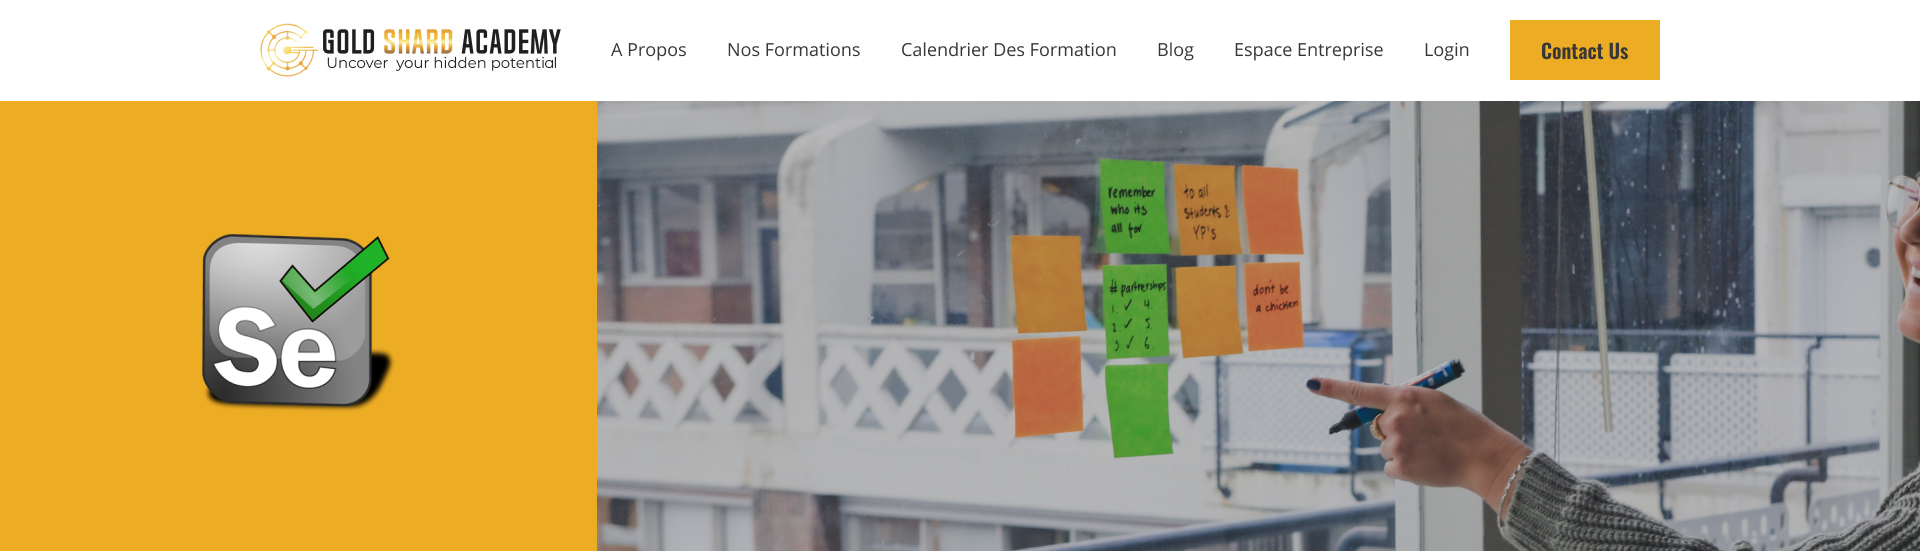 GOLD SHARD ACADEMY
Uncover your hidden potential
A Propos
Nos Formations
Calendrier Des Formation
Blog
Espace Entreprise
Login
Contact Us
Se
remember
who its
all for
to all
Students &
YP's
# partnerships
1. ✓ 4.
2. ✓ 5.
3 ✓ 6.
don't be
a chicken